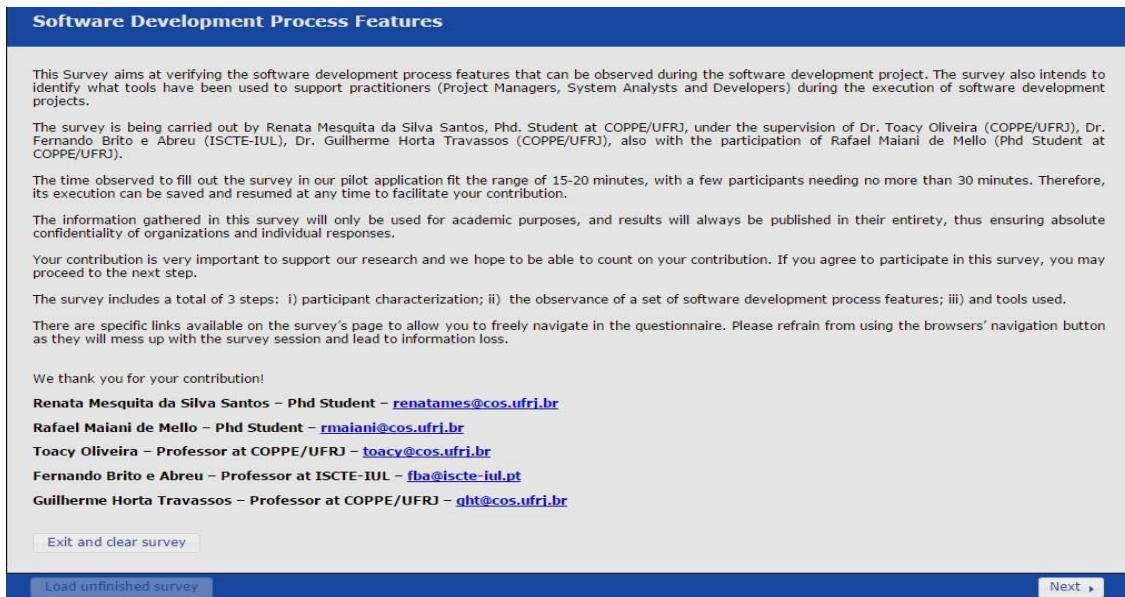 Software Development Process Features
This Survey aims at verifying the software development process features that can be observed during the software development project. The survey also intends to
identify what tools have been used to support practitioners (Project Managers, System Analysts and Developers) during the execution of software development
projects.
The survey is being carried out by Renata Mesquita da Silva Santos, Phd. Student at COPPE/UFRJ, under the supervision of Dr. Toacy Oliveira (COPPE/UFRJ), Dr.
Fernando Brito e Abreu (ISCTE-IUL), Dr. Guilherme Horta Travassos (COPPE/UFRJ), also with the participation of Rafael Maiani de Mello (Phd Student at
COPPE/UFRJ).
The time observed to fill out the survey in our pilot application fit the range of 15-20 minutes, with a few participants needing no more than 30 minutes. Therefore,
its execution can be saved and resumed at any time to facilitate your contribution.
The information gathered in this survey will only be used for academic purposes, and results will always be published in their entirety, thus ensuring absolute
confidentiality of organizations and individual responses.
Your contribution is very important to support our research and we hope to be able to count on your contribution. If you agree to participate in this survey, you may
proceed to the next step.
The survey includes a total of 3 steps: i) participant characterization; ii) the observance of a set of software development process features; iii) and tools used.
There are specific links available on the survey's page to allow you to freely navigate in the questionnaire. Please refrain from using the browsers' navigation button
as they will mess up with the survey session and lead to information loss.
We thank you for your contribution!
Renata Mesquita da Silva Santos – Phd Student – renatames@cos.ufrj.br
Rafael Maiani de Mello – Phd Student – rmaiani@cos.ufrj.br
Toacy Oliveira – Professor at COPPE/UFRJ – toacy@cos.ufrj.br
Fernando Brito e Abreu – Professor at ISCTE-IUL – fba@iscte-iul.pt
Guilherme Horta Travassos – Professor at COPPE/UFRJ – ght@cos.ufrj.br
Exit and clear survey
Load unfinished survey
Next